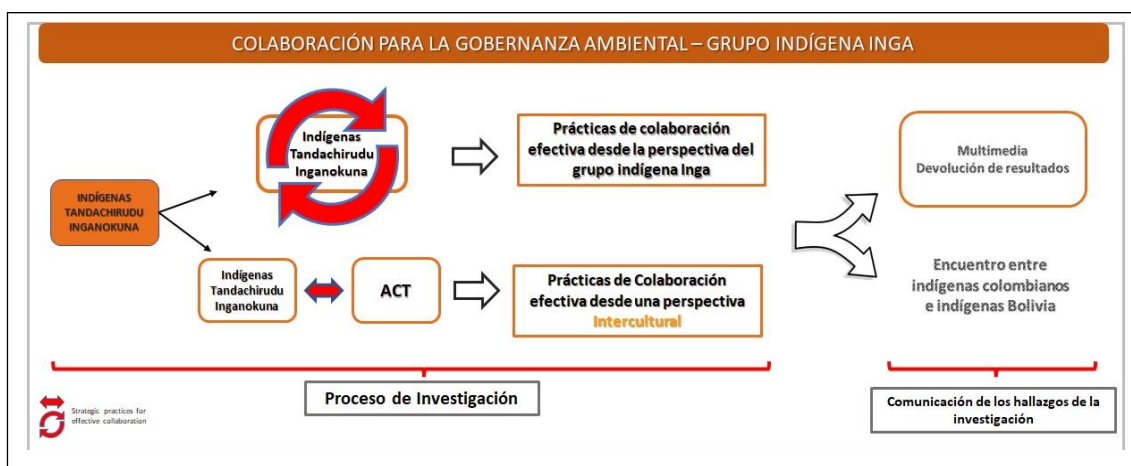 COLABORACIÓN PARA LA GOBERNANZA AMBIENTAL – GRUPO INDÍGENA INGA
INDÍGENAS
TANDACHIRUDU
INGANOKUNA
Indígenas
Tandachirudu
Inganokuna
Prácticas de colaboración
efectiva desde la perspectiva del
grupo indígena Inga
Indígenas
Tandachirudu
Inganokuna
ACT
Prácticas de Colaboración
efectiva desde una perspectiva
Intercultural
Multimedia
Devolución de resultados
Encuentro entre
indígenas colombianos
e indígenas Bolivia
Proceso de Investigación
Comunicación de los hallazgos de la
investigación
Strategic practices for
effective collaboration